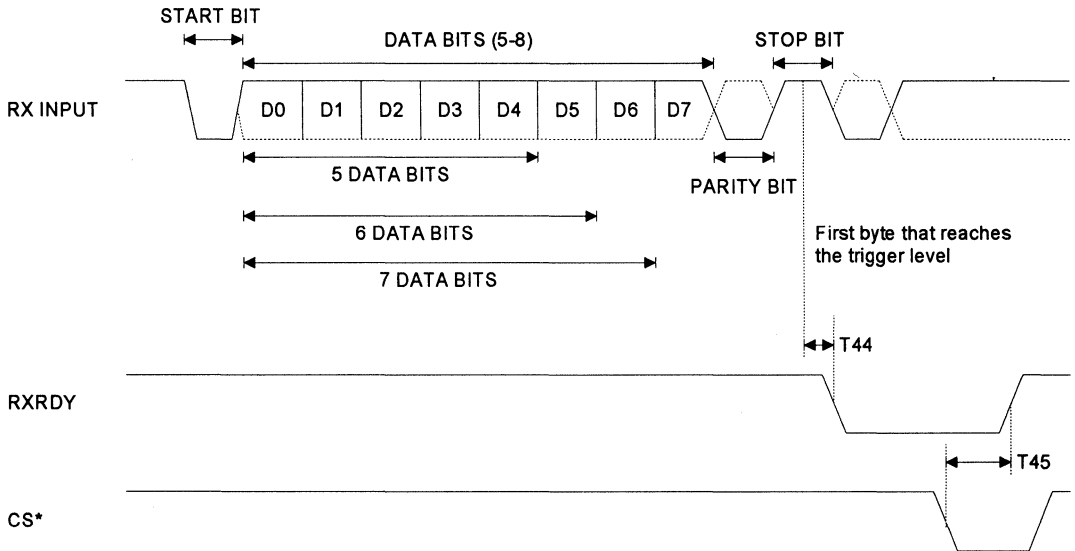 START BIT
DATA BITS (5-8)
STOP BIT
RX INPUT
D0 D1 D2 D3 D4 D5 D6 D7
5 DATA BITS
PARITY BIT
6 DATA BITS
First byte that reaches
the trigger level
7 DATA BITS
T44
RXRDY
T45
CS*